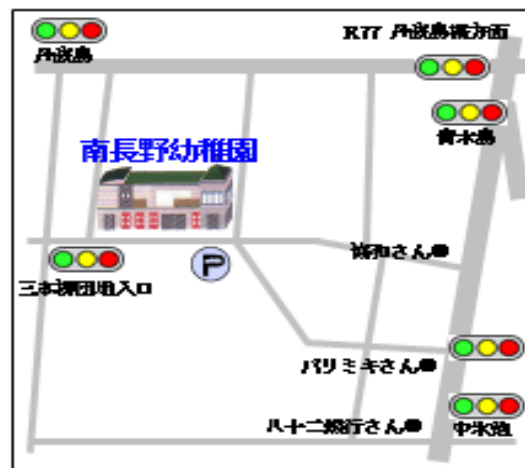 丹波島
R77 丹波島橋方面
青木島
南長野幼稚園
協和さん
P
三本柳団地入口
パリミキさん
八十二銀行さん
中氷鉋